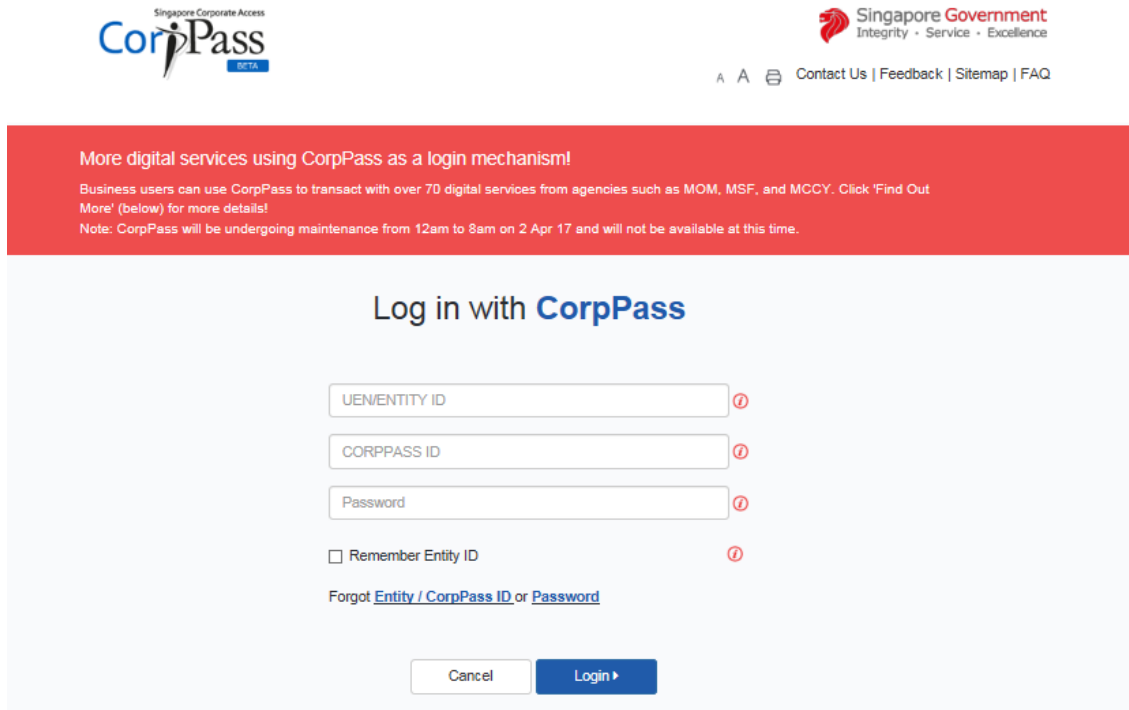 Singapore Corporate Access
CorpPass
BETA
Singapore Government
Integrity · Service · Excellence
A A Contact Us | Feedback | Sitemap | FAQ
More digital services using CorpPass as a login mechanism!
Business users can use CorpPass to transact with over 70 digital services from agencies such as MOM, MSF, and MCCY. Click 'Find Out
More' (below) for more details!
Note: CorpPass will be undergoing maintenance from 12am to 8am on 2 Apr 17 and will not be available at this time.
Log in with CorpPass
UEN/ENTITY ID
CORPPASS ID
Password
Remember Entity ID
Forgot Entity / CorpPass ID or Password
Cancel
Login